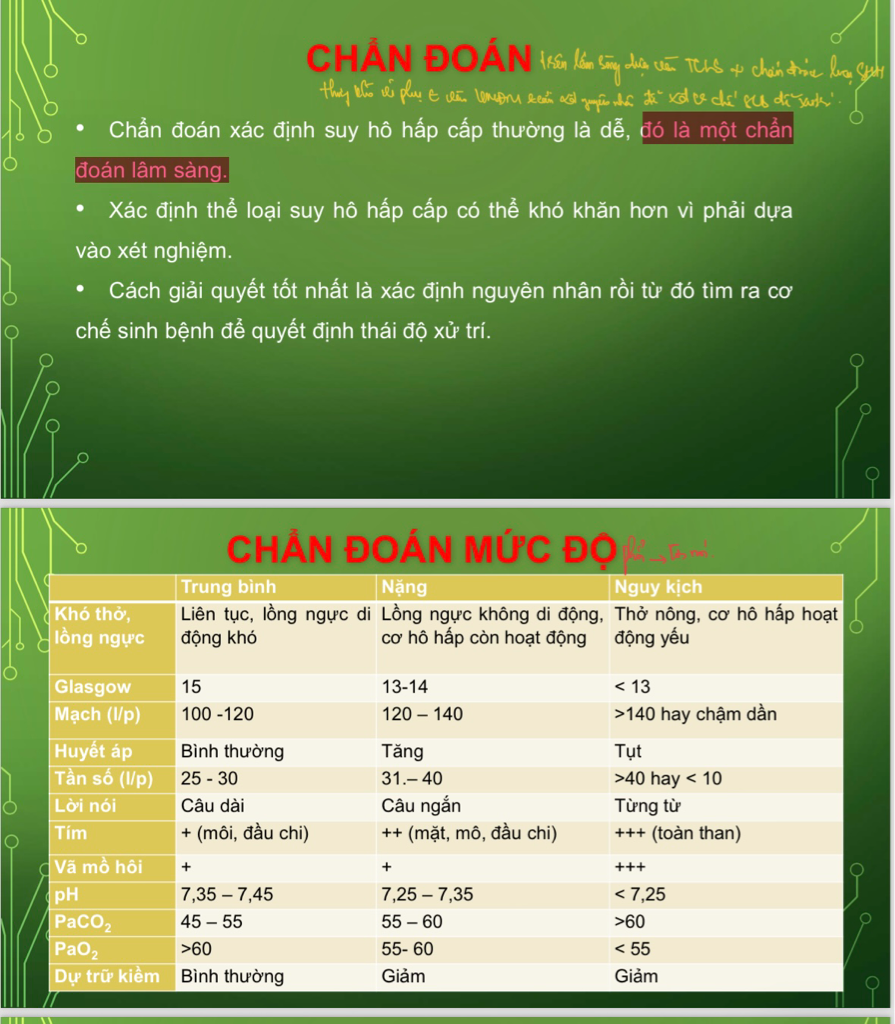 CHẨN ĐOÁN
• Chẩn đoán xác định suy hô hấp cấp thường là dễ, đó là một chẩn
đoán lâm sàng.
• Xác định thể loại suy hô hấp cấp có thể khó khăn hơn vì phải dựa
vào xét nghiệm.
• Cách giải quyết tốt nhất là xác định nguyên nhân rồi từ đó tìm ra cơ
chế sinh bệnh để quyết định thái độ xử trí.
CHẨN ĐOÁN MỨC ĐỘ
Trung bình Nặng Nguy kịch
Khó thở, Liên tục, lồng ngực di Lồng ngực không di động, Thở nông, cơ hô hấp hoạt
lồng ngực động khó cơ hô hấp còn hoạt động động yếu
Glasgow 15 13-14 < 13
Mạch (l/p) 100 -120 120 – 140 >140 hay chậm dần
Huyết áp Bình thường Tăng Tụt
Tần số (l/p) 25 - 30 31.– 40 >40 hay < 10
Lời nói Câu dài Câu ngắn Từng từ
Tím + (môi, đầu chi) ++ (mặt, mô, đầu chi) +++ (toàn than)
Vã mồ hôi + + +++
pH 7,35 – 7,45 7,25 – 7,35 < 7,25
PaCO₂ 45 – 55 55 – 60 >60
PaO₂ >60 55- 60 < 55
Dự trữ kiềm Bình thường Giảm Giảm